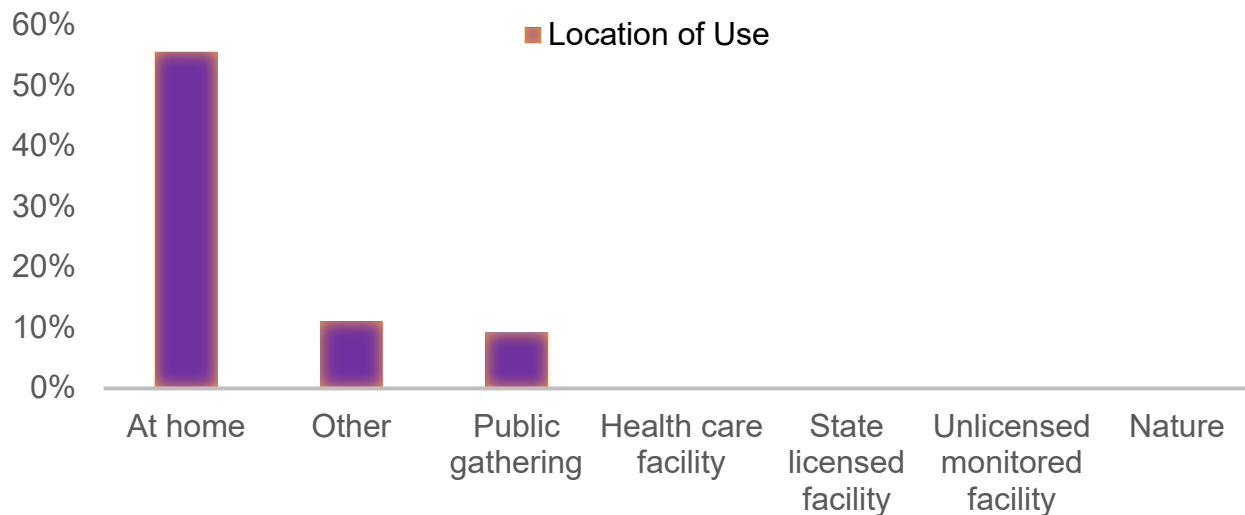 60%
Location of Use
50%
40%
30%
20%
10%
0%
At home
Other
Public
gathering
Health care
facility
State
licensed
facility
Unlicensed
monitored
facility
Nature